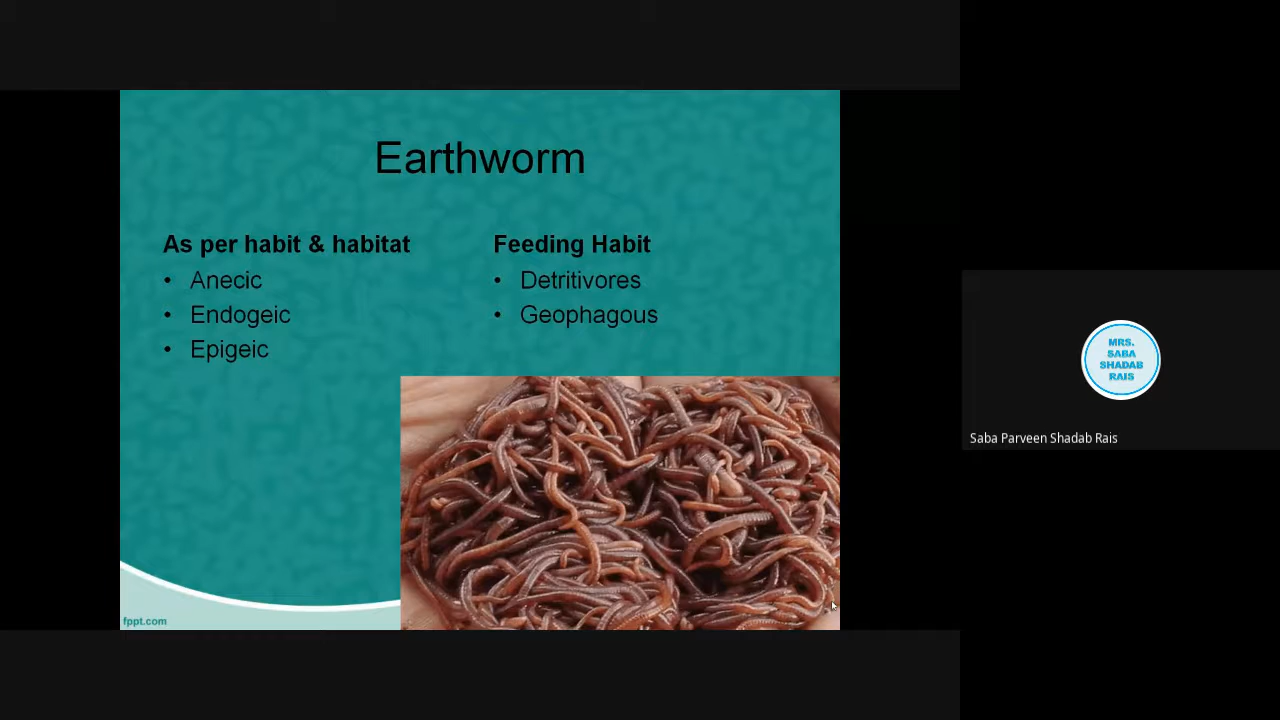 Earthworm
As per habit & habitat
• Anecic
• Endogeic
• Epigeic
Feeding Habit
• Detritivores
• Geophagous
fppt.com
MRS.
SABA
SHADAB
RAIS
Saba Parveen Shadab Rais